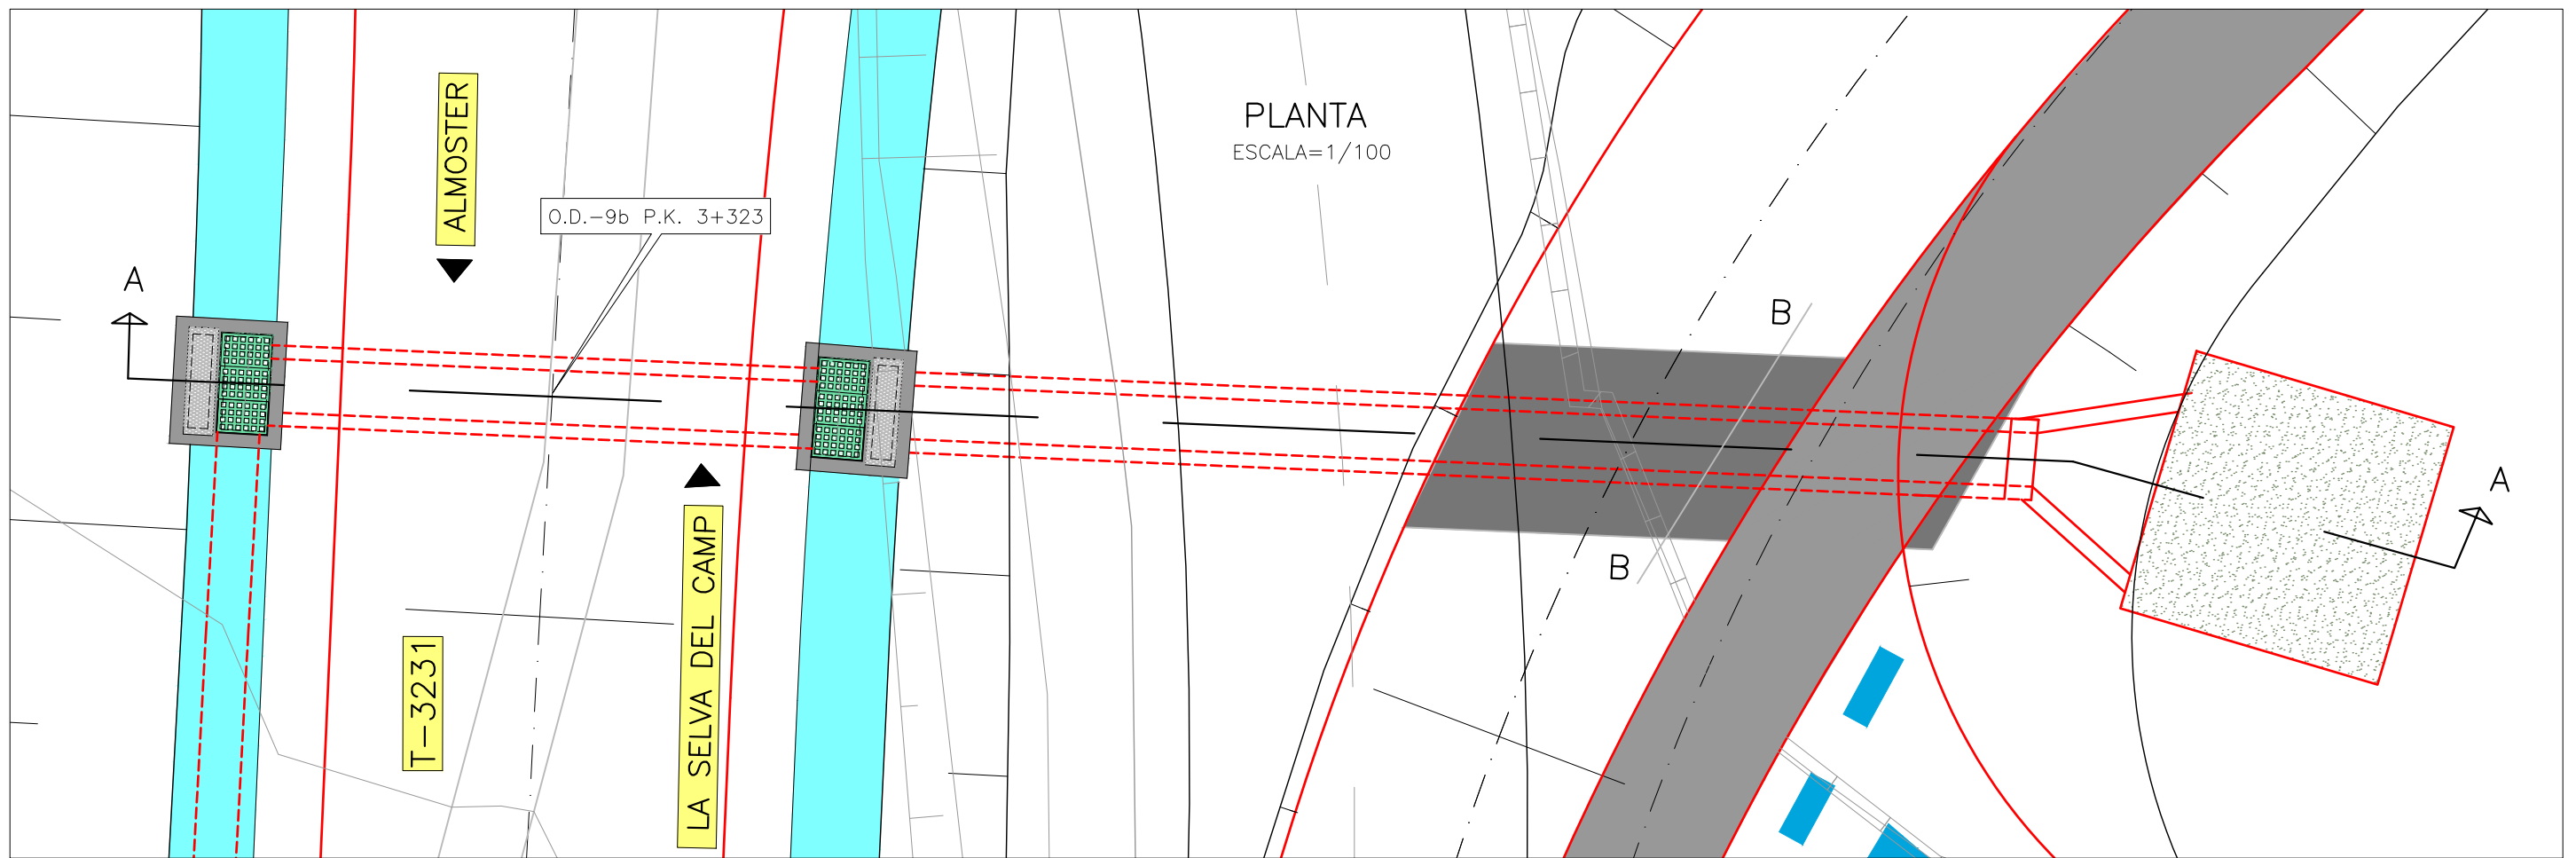 PLANTA
ESCALA=1/100
ALMOSTER
O.D.-9b P.K. 3+323
A
B
B
A
LA SELVA DEL CAMP
T-3231